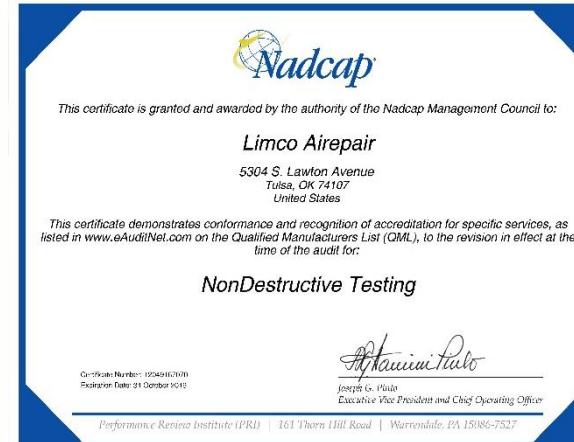 Nadcap
This certificate is granted and awarded by the authority of the Nadcap Management Council to:
Limco Airepair
5304 S. Lawton Avenue
Tulsa, OK 74107
United States
This certificate demonstrates conformance and recognition of accreditation for specific services, as
listed in www.eAuditNet.com on the Qualified Manufacturers List (QML), to the revision in effect at the
time of the audit for:
NonDestructive Testing
Certificate Number:
Expiration Date: 31 October
Joseph G. Pinto
Executive Vice President and Chief Operating Officer
Performance Review Institute (PRI) | 161 Thorn Hill Road | Warrendale, PA 15086-7527